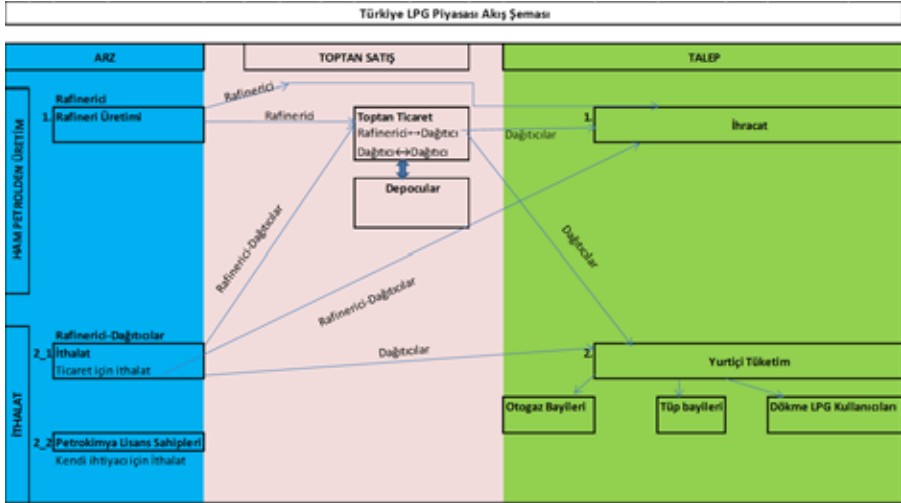 Türkiye LPG Piyasası Akış Şeması
ARZ
TOPTAN SATIŞ
TALEP
HAM PETROLDEN ÜRETİM
Rafinerici
1. Rafineri Üretimi
Rafinerici
Rafinerici
Toptan Ticaret
Rafinerici↔Dağıtıcı
Dağıtıcı↔Dağıtıcı
Depocular
Dağıtıcılar
1.
İhracat
Rafinerici-Dağıtıcılar
Rafinerici-Dağıtıcılar
Dağıtıcılar
Dağıtıcılar
İTHALAT
Rafinerici-Dağıtıcılar
2_1 İthalat
Ticaret için ithalat
2_2 Petrokimya Lisans Sahipleri
Kendi ihtiyacı için İthalat
2.
Yurtiçi Tüketim
Otogaz Bayileri
Tüp bayileri
Dökme LPG Kullanıcıları